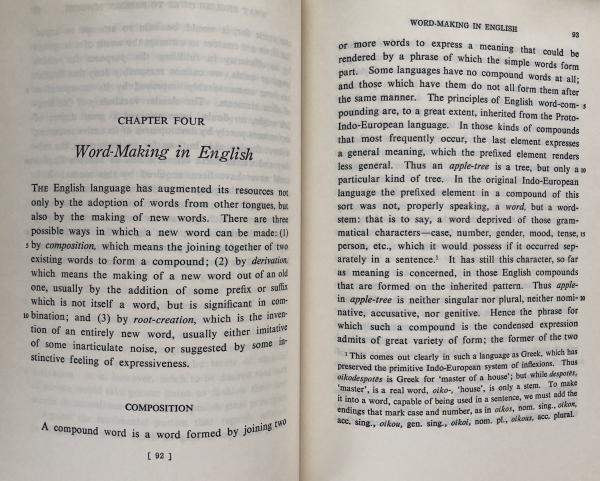 CHAPTER FOUR
Word-Making in English
THE English language has augmented its resources not
only by the adoption of words from other tongues, but
also by the making of new words. There are three
possible ways in which a new word can be made: (1)
5 by composition, which means the joining together of two
existing words to form a compound; (2) by derivation,
which means the making of a new word out of an old
one, usually by the addition of some prefix or suffix
which is not itself a word, but is significant in com-
10 bination; and (3) by root-creation, which is the inven-
tion of an entirely new word, usually either imitative
of some inarticulate noise, or suggested by some in-
stinctive feeling of expressiveness.
COMPOSITION
A compound word is a word formed by joining two
[ 92 ]
WORD-MAKING IN ENGLISH 93
or more words to express a meaning that could be
rendered by a phrase of which the simple words form
part. Some languages have no compound words at all;
and those which have them do not all form them after
the same manner. The principles of English word-com- 5
pounding are, to a great extent, inherited from the Proto-
Indo-European language. In those kinds of compounds
that most frequently occur, the last element expresses
a general meaning, which the prefixed element renders
less general. Thus an apple-tree is a tree, but only a 10
particular kind of tree. In the original Indo-European
language the prefixed element in a compound of this
sort was not, properly speaking, a word, but a word-
stem: that is to say, a word deprived of those gram-
matical characters—case, number, gender, mood, tense, 15
person, etc., which it would possess if it occurred sep-
arately in a sentence.¹ It has still this character, so far
as meaning is concerned, in those English compounds
that are formed on the inherited pattern. Thus apple-
in apple-tree is neither singular nor plural, neither nomi- 20
native, accusative, nor genitive. Hence the phrase for
which such a compound is the condensed expression
admits of great variety of form; the former of the two
¹ This comes out clearly in such a language as Greek, which has
preserved the primitive Indo-European system of inflexions. Thus
oikodespotēs is Greek for 'master of a house'; but while despotēs,
'master', is a real word, oiko-, 'house', is only a stem. To make
it into a word, capable of being used in a sentence, we must add the
endings that mark case and number, as in oikos, nom. sing., oikon,
acc. sing., oikou, gen. sing., oikoi, nom. pl., oikous, acc. plural.